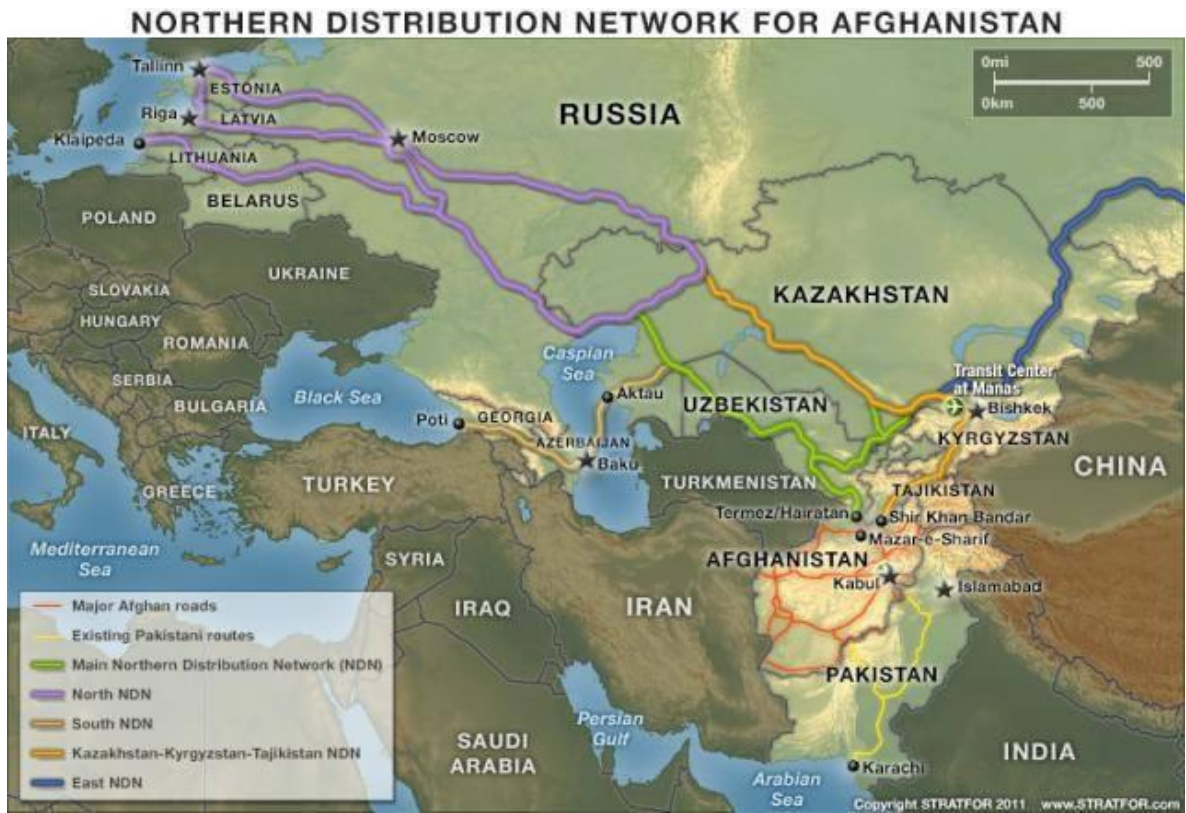 NORTHERN DISTRIBUTION NETWORK FOR AFGHANISTAN
0mi 500
0km 500
Tallinn
ESTONIA
RUSSIA
Riga
LATVIA
Klaipeda
Moscow
LITHUANIA
BELARUS
POLAND
UKRAINE
KAZAKHSTAN
SLOVAKIA
HUNGARY
ROMANIA
Caspian
Sea
SERBIA
Transit Center
at Manas
Black Sea
Aktau
BULGARIA
UZBEKISTAN
Bishkek
Poti
GEORGIA
ITALY
AZERBAIJAN
KYRGYZSTAN
Baku
CHINA
TURKEY
TURKMENISTAN
GREECE
TAJIKISTAN
Termez/Hairatan
Shir Khan Bandar
Mazar-e-Sharif
Mediterranean
Sea
SYRIA
AFGHANISTAN
Kabul
Islamabad
IRAQ
IRAN
Major Afghan roads
Existing Pakistani routes
Main Northern Distribution Network (NDN)
North NDN
South NDN
Kazakhstan-Kyrgyzstan-Tajikistan NDN
East NDN
PAKISTAN
Persian
Gulf
SAUDI
ARABIA
INDIA
Karachi
Arabian
Sea
Copyright STRATFOR 2011 www.STRATFOR.com